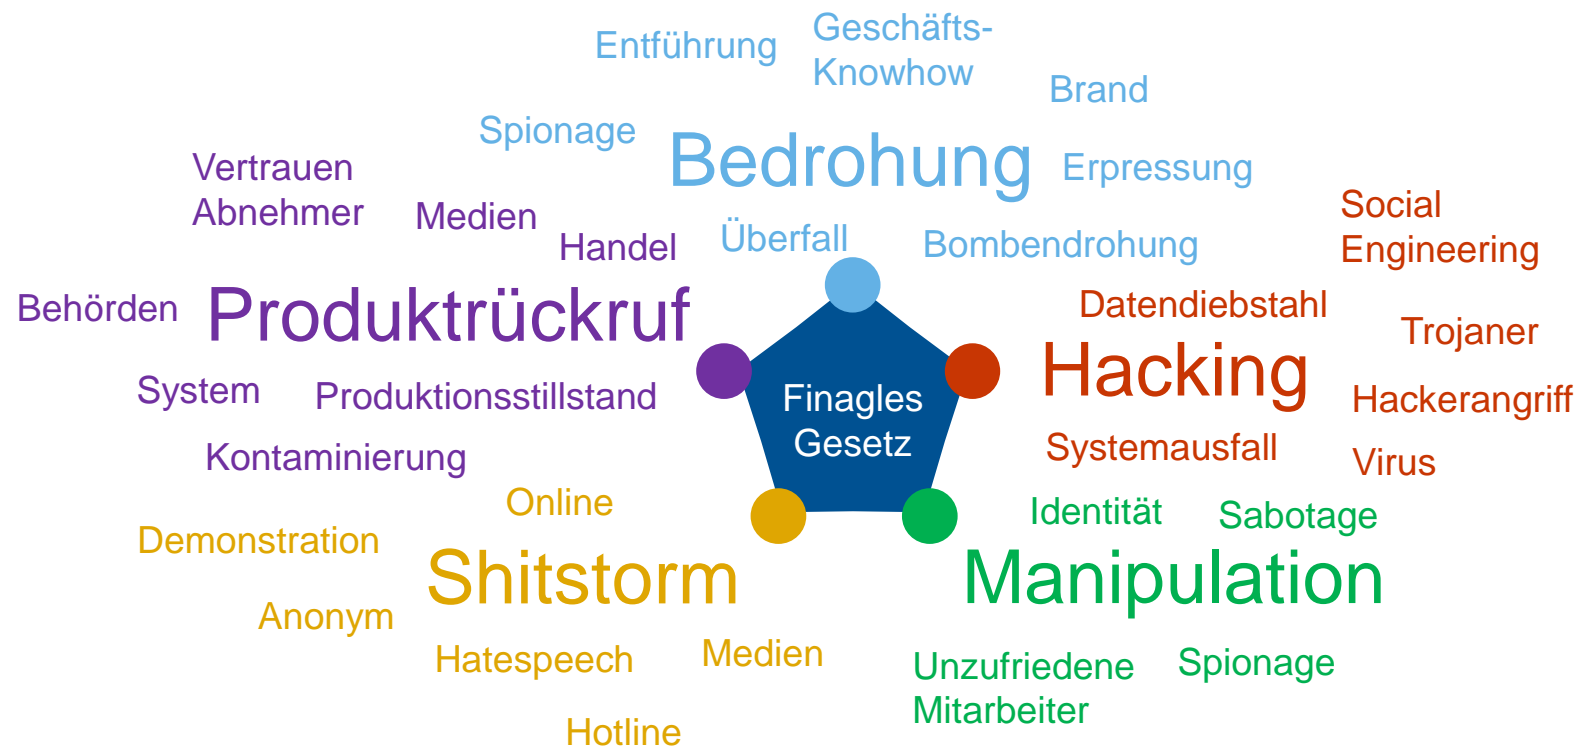 Entführung
Geschäfts-
Knowhow
Brand
Spionage
Bedrohung
Erpressung
Überfall
Bombendrohung
Vertrauen
Abnehmer
Medien
Handel
Behörden
Produktrückruf
System
Produktionsstillstand
Kontaminierung
Social
Engineering
Datendiebstahl
Trojaner
Hacking
Hackerangriff
Systemausfall
Virus
Finagles
Gesetz
Online
Demonstration
Shitstorm
Anonym
Hatespeech
Medien
Hotline
Identität
Sabotage
Manipulation
Unzufriedene
Mitarbeiter
Spionage